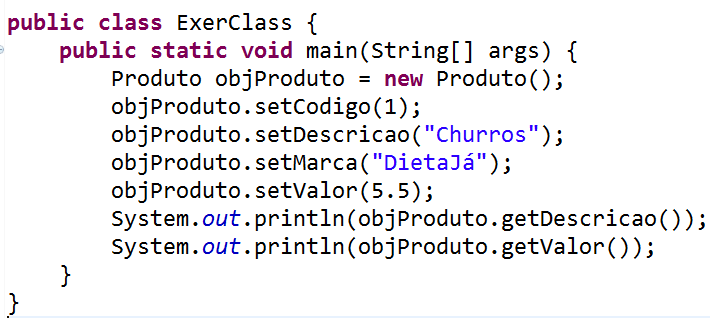 public class ExerClass {
public static void main(String[] args) {
Produto objProduto = new Produto();
objProduto.setCodigo(1);
objProduto.setDescricao("Churros");
objProduto.setMarca("DietaJá");
objProduto.setValor(5.5);
System.out.println(objProduto.getDescricao());
System.out.println(objProduto.getValor());
}
}